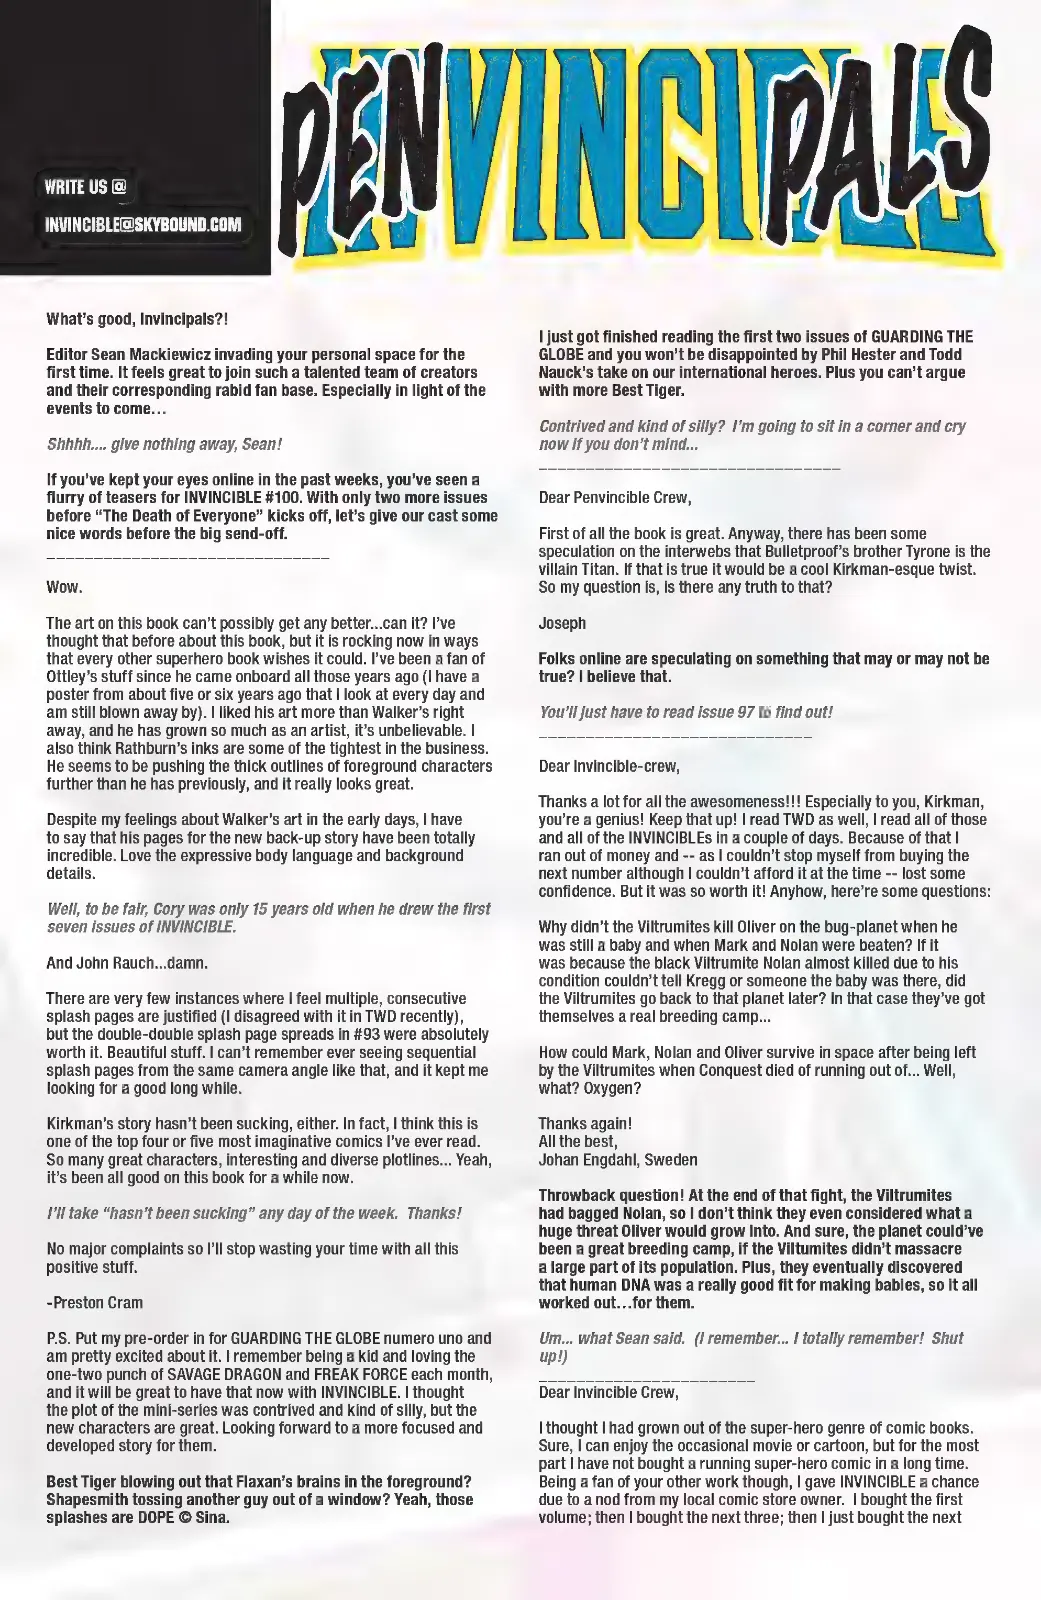 PENVINCIPALS
INVINCIBLE
WRITE US @
INVINCIBLE@SKYBOUND.COM
What's good, Invincipals?!
Editor Sean Mackiewicz invading your personal space for the
first time. It feels great to join such a talented team of creators
and their corresponding rabid fan base. Especially in light of the
events to come…
Shhhh.... give nothing away, Sean!
If you've kept your eyes online in the past weeks, you've seen a
flurry of teasers for INVINCIBLE #100. With only two more issues
before “The Death of Everyone” kicks off, let's give our cast some
nice words before the big send-off.
______________________________
Wow.
The art on this book can't possibly get any better...can it? I've
thought that before about this book, but it is rocking now in ways
that every other superhero book wishes it could. I've been a fan of
Ottley's stuff since he came onboard all those years ago (I have a
poster from about five or six years ago that I look at every day and
am still blown away by). I liked his art more than Walker's right
away, and he has grown so much as an artist, it's unbelievable. I
also think Rathburn's inks are some of the tightest in the business.
He seems to be pushing the thick outlines of foreground characters
further than he has previously, and it really looks great.
Despite my feelings about Walker's art in the early days, I have
to say that his pages for the new back-up story have been totally
incredible. Love the expressive body language and background
details.
Well, to be fair, Cory was only 15 years old when he drew the first
seven issues of INVINCIBLE.
And John Rauch...damn.
There are very few instances where I feel multiple, consecutive
splash pages are justified (I disagreed with it in TWD recently),
but the double-double splash page spreads in #93 were absolutely
worth it. Beautiful stuff. I can't remember ever seeing sequential
splash pages from the same camera angle like that, and it kept me
looking for a good long while.
Kirkman's story hasn't been sucking, either. In fact, I think this is
one of the top four or five most imaginative comics I've ever read.
So many great characters, interesting and diverse plotlines... Yeah,
it's been all good on this book for a while now.
I'll take “hasn't been sucking” any day of the week. Thanks!
No major complaints so I'll stop wasting your time with all this
positive stuff.
-Preston Cram
P.S. Put my pre-order in for GUARDING THE GLOBE numero uno and
am pretty excited about it. I remember being a kid and loving the
one-two punch of SAVAGE DRAGON and FREAK FORCE each month,
and it will be great to have that now with INVINCIBLE. I thought
the plot of the mini-series was contrived and kind of silly, but the
new characters are great. Looking forward to a more focused and
developed story for them.
Best Tiger blowing out that Flaxan's brains in the foreground?
Shapesmith tossing another guy out of a window? Yeah, those
splashes are DOPE © Sina.
I just got finished reading the first two issues of GUARDING THE
GLOBE and you won't be disappointed by Phil Hester and Todd
Nauck's take on our international heroes. Plus you can't argue
with more Best Tiger.
Contrived and kind of silly? I'm going to sit in a corner and cry
now if you don't mind...
________________________________
Dear Penvincible Crew,
First of all the book is great. Anyway, there has been some
speculation on the interwebs that Bulletproof's brother Tyrone is the
villain Titan. If that is true it would be a cool Kirkman-esque twist.
So my question is, is there any truth to that?
Joseph
Folks online are speculating on something that may or may not be
true? I believe that.
You'll just have to read issue 97 to find out!
_____________________________
Dear Invincible-crew,
Thanks a lot for all the awesomeness!!! Especially to you, Kirkman,
you're a genius! Keep that up! I read TWD as well, I read all of those
and all of the INVINCIBLEs in a couple of days. Because of that I
ran out of money and -- as I couldn't stop myself from buying the
next number although I couldn't afford it at the time -- lost some
confidence. But it was so worth it! Anyhow, here're some questions:
Why didn't the Viltrumites kill Oliver on the bug-planet when he
was still a baby and when Mark and Nolan were beaten? If it
was because the black Viltrumite Nolan almost killed due to his
condition couldn't tell Kregg or someone the baby was there, did
the Viltrumites go back to that planet later? In that case they've got
themselves a real breeding camp...
How could Mark, Nolan and Oliver survive in space after being left
by the Viltrumites when Conquest died of running out of... Well,
what? Oxygen?
Thanks again!
All the best,
Johan Engdahl, Sweden
Throwback question! At the end of that fight, the Viltrumites
had bagged Nolan, so I don't think they even considered what a
huge threat Oliver would grow into. And sure, the planet could've
been a great breeding camp, if the Viltumites didn't massacre
a large part of its population. Plus, they eventually discovered
that human DNA was a really good fit for making babies, so it all
worked out…for them.
Um... what Sean said. (I remember... I totally remember! Shut
up!)
_______________________
Dear Invincible Crew,
I thought I had grown out of the super-hero genre of comic books.
Sure, I can enjoy the occasional movie or cartoon, but for the most
part I have not bought a running super-hero comic in a long time.
Being a fan of your other work though, I gave INVINCIBLE a chance
due to a nod from my local comic store owner. I bought the first
volume; then I bought the next three; then I just bought the next